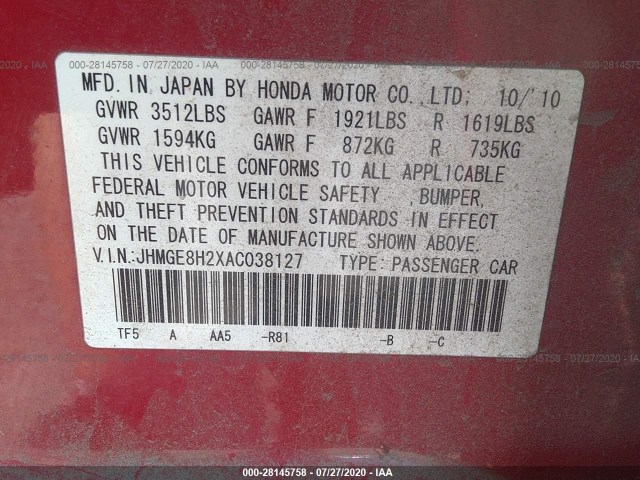 000-28145758 - 07/27/2020 - IAA
MFD. IN JAPAN BY HONDA MOTOR CO.,LTD; 10/'10
GVWR 3512LBS GAWR F 1921LBS R 1619LBS
GVWR 1594KG GAWR F 872KG R 735KG
THIS VEHICLE CONFORMS TO ALL APPLICABLE
FEDERAL MOTOR VEHICLE SAFETY ,BUMPER,
AND THEFT PREVENTION STANDARDS IN EFFECT
ON THE DATE OF MANUFACTURE SHOWN ABOVE.
V.I.N.:JHMGE8H2XAC038127 TYPE: PASSENGER CAR
TF5 A AA5 -R81 -B -C
000-28145758 - 07/27/2020 - IAA